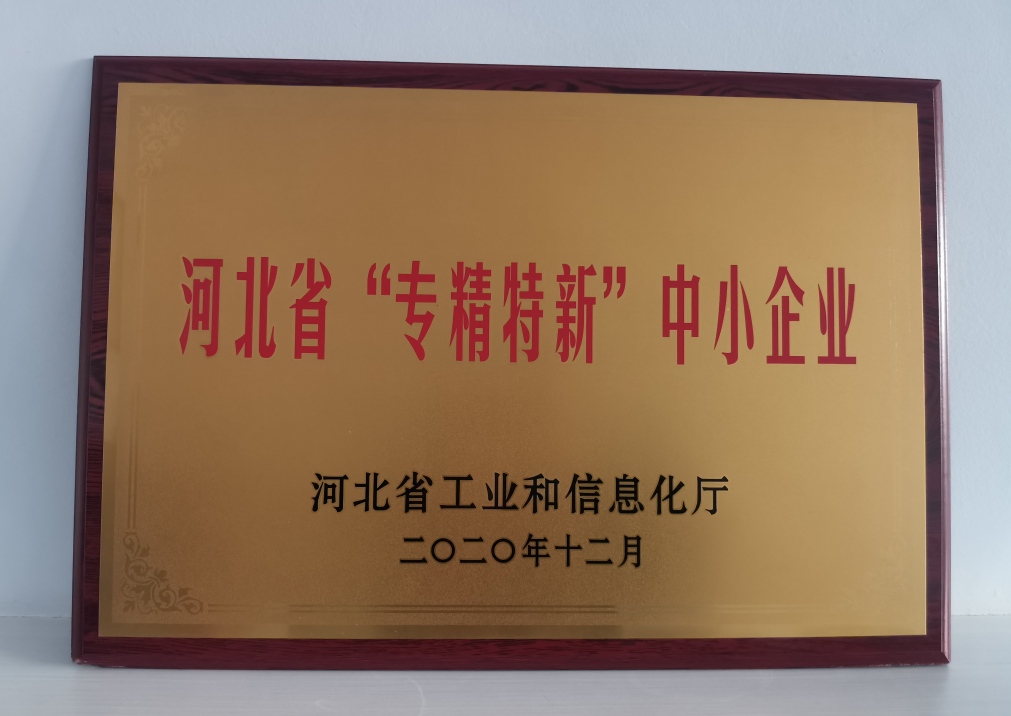 河北省“专精特新”中小企业
河北省工业和信息化厅
二〇二〇年十二月